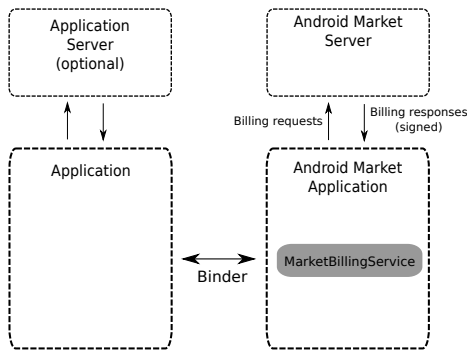 Application
Server
(optional)
Android Market
Server
Billing requests
Billing responses
(signed)
Application
Android Market
Application
MarketBillingService
Binder